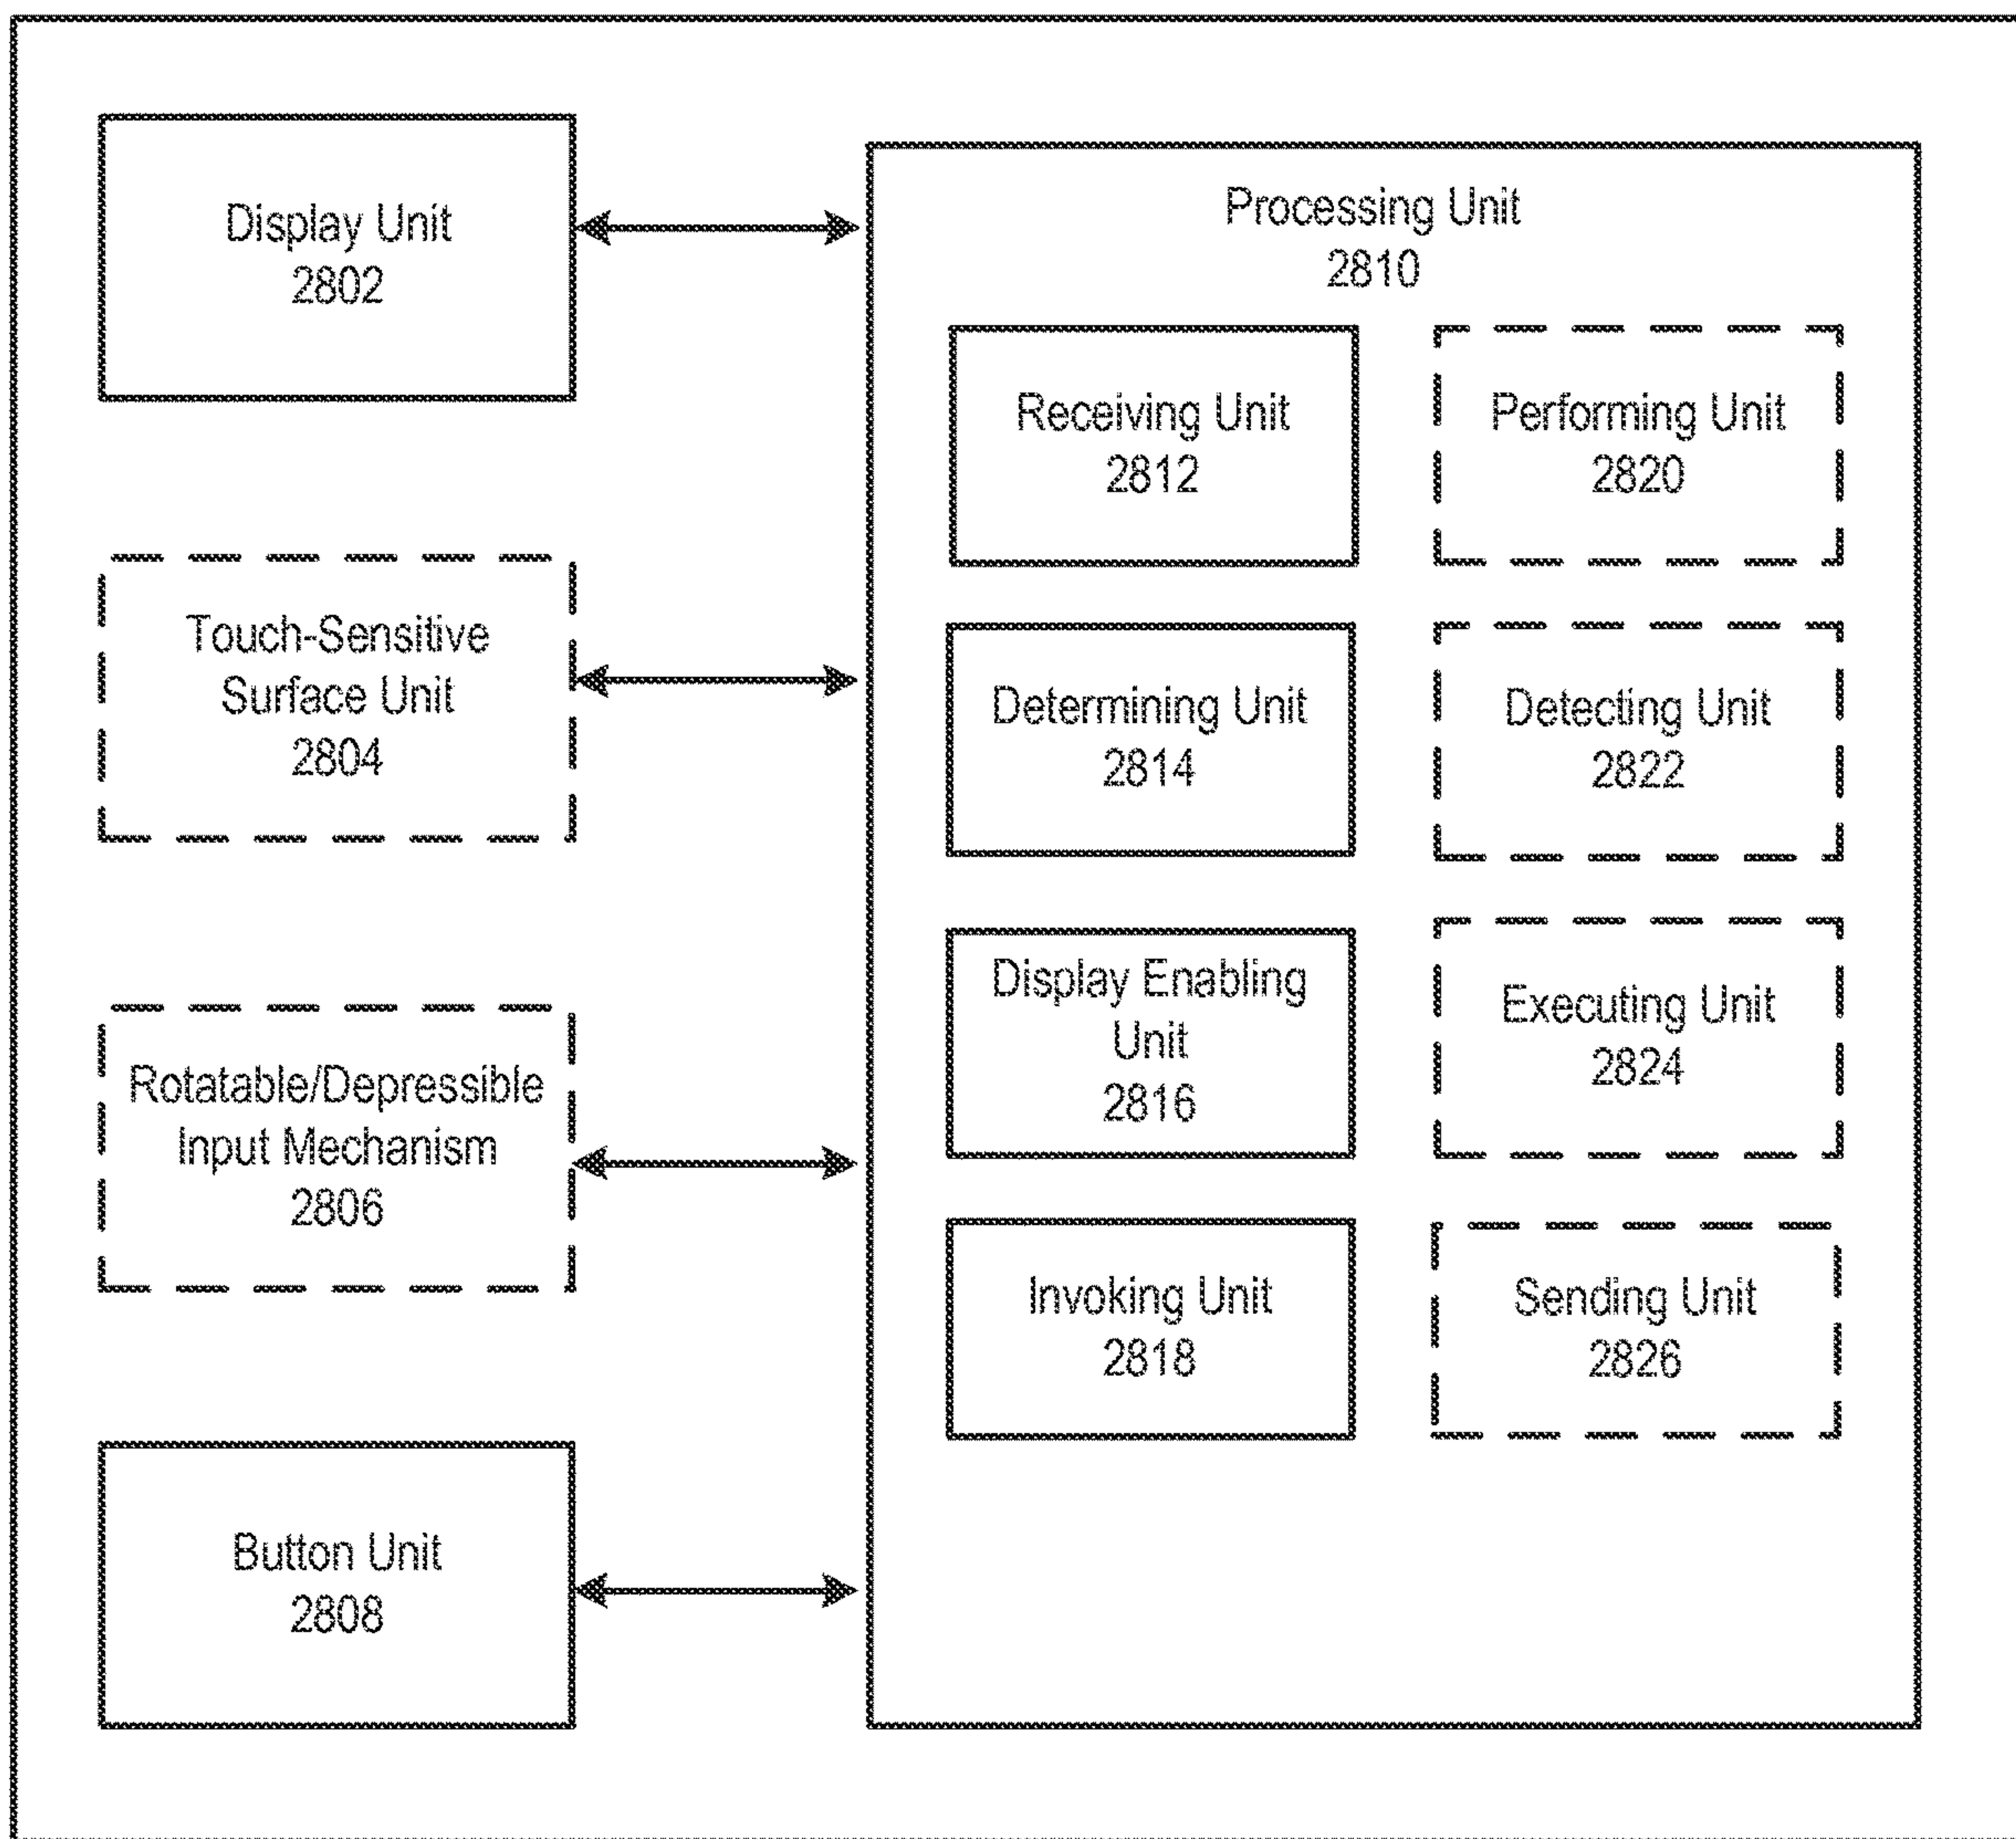 Display Unit
2802
Touch-Sensitive
Surface Unit
2804
Rotatable/Depressible
Input Mechanism
2806
Button Unit
2808
Processing Unit
2810
Receiving Unit
2812
Performing Unit
2820
Determining Unit
2814
Detecting Unit
2822
Display Enabling
Unit
2816
Executing Unit
2824
Invoking Unit
2818
Sending Unit
2826